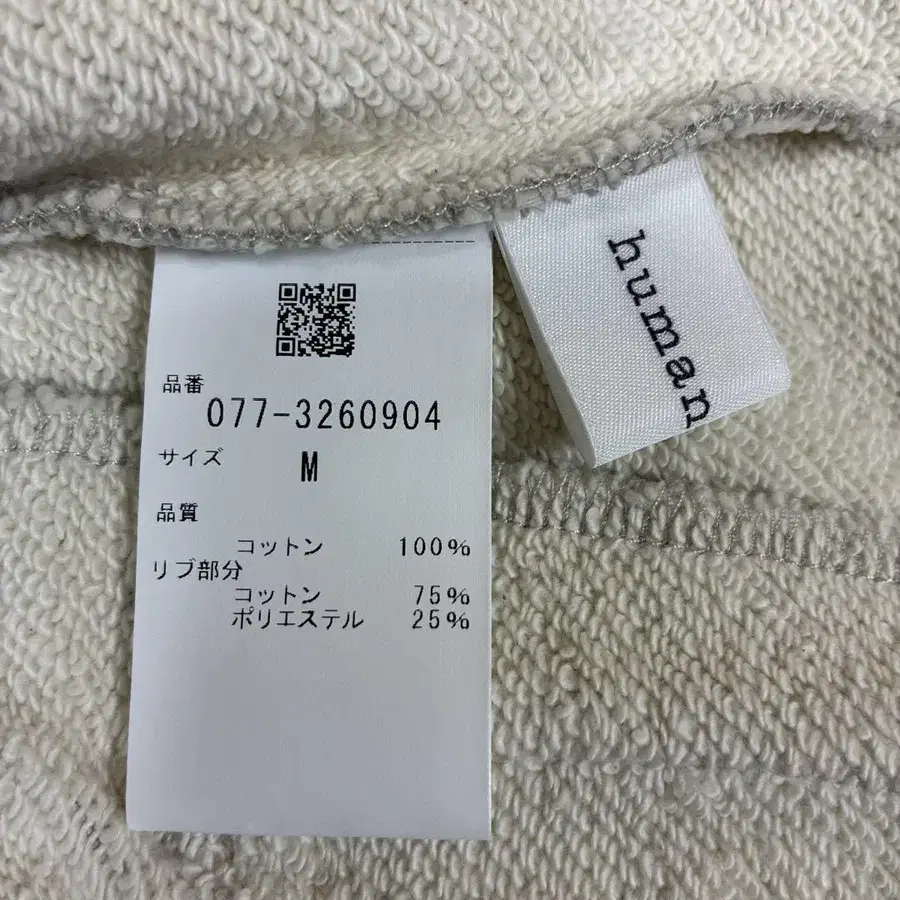 品番
077-3260904
サイズ M
品質
コットン 100%
リブ部分
コットン 75%
ポリエステル 25%
human